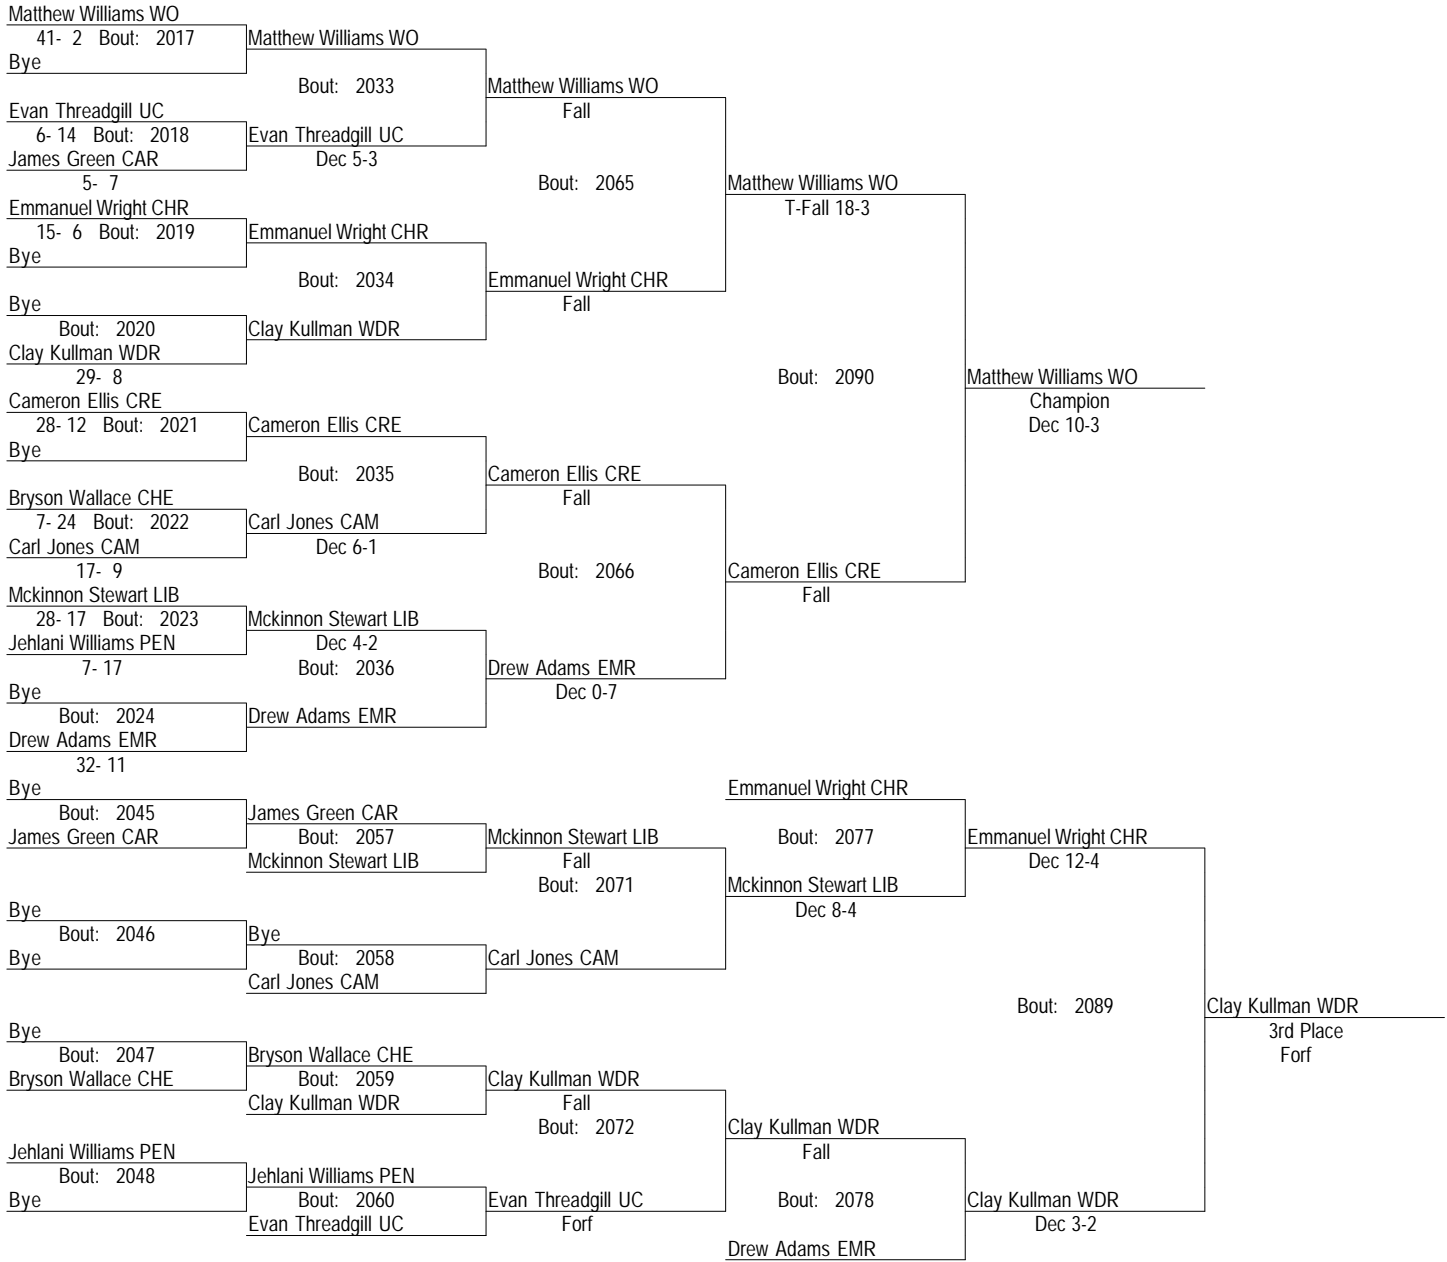 Matthew Williams WO
41- 2 Bout: 2017
Matthew Williams WO
Bye
Bout: 2033
Matthew Williams WO
Fall
Evan Threadgill UC
6- 14 Bout: 2018
Evan Threadgill UC
James Green CAR
Dec 5-3
5- 7
Bout: 2065
Matthew Williams WO
T-Fall 18-3
Emmanuel Wright CHR
15- 6 Bout: 2019
Emmanuel Wright CHR
Bye
Bout: 2034
Emmanuel Wright CHR
Fall
Bye
Bout: 2020
Clay Kullman WDR
Clay Kullman WDR
29- 8
Bout: 2090
Matthew Williams WO
Champion
Dec 10-3
Cameron Ellis CRE
28- 12 Bout: 2021
Cameron Ellis CRE
Bye
Bout: 2035
Cameron Ellis CRE
Fall
Bryson Wallace CHE
7- 24 Bout: 2022
Carl Jones CAM
Carl Jones CAM
Dec 6-1
17- 9
Bout: 2066
Cameron Ellis CRE
Fall
Mckinnon Stewart LIB
28- 17 Bout: 2023
Mckinnon Stewart LIB
Jehlani Williams PEN
Dec 4-2
7- 17
Bout: 2036
Drew Adams EMR
Dec 0-7
Bye
Bout: 2024
Drew Adams EMR
Drew Adams EMR
32- 11
Bye
Bout: 2045
James Green CAR
James Green CAR
Bout: 2057
Mckinnon Stewart LIB
Mckinnon Stewart LIB
Fall
Bout: 2071
Emmanuel Wright CHR
Bout: 2077
Emmanuel Wright CHR
Dec 12-4
Mckinnon Stewart LIB
Dec 8-4
Bye
Bout: 2046
Bye
Bye
Bout: 2058
Carl Jones CAM
Carl Jones CAM
Bout: 2089
Clay Kullman WDR
3rd Place
Forf
Bye
Bout: 2047
Bryson Wallace CHE
Bryson Wallace CHE
Bout: 2059
Clay Kullman WDR
Clay Kullman WDR
Fall
Bout: 2072
Clay Kullman WDR
Fall
Jehlani Williams PEN
Bout: 2048
Bye
Jehlani Williams PEN
Bout: 2060
Evan Threadgill UC
Evan Threadgill UC
Forf
Bout: 2078
Clay Kullman WDR
Dec 3-2
Drew Adams EMR